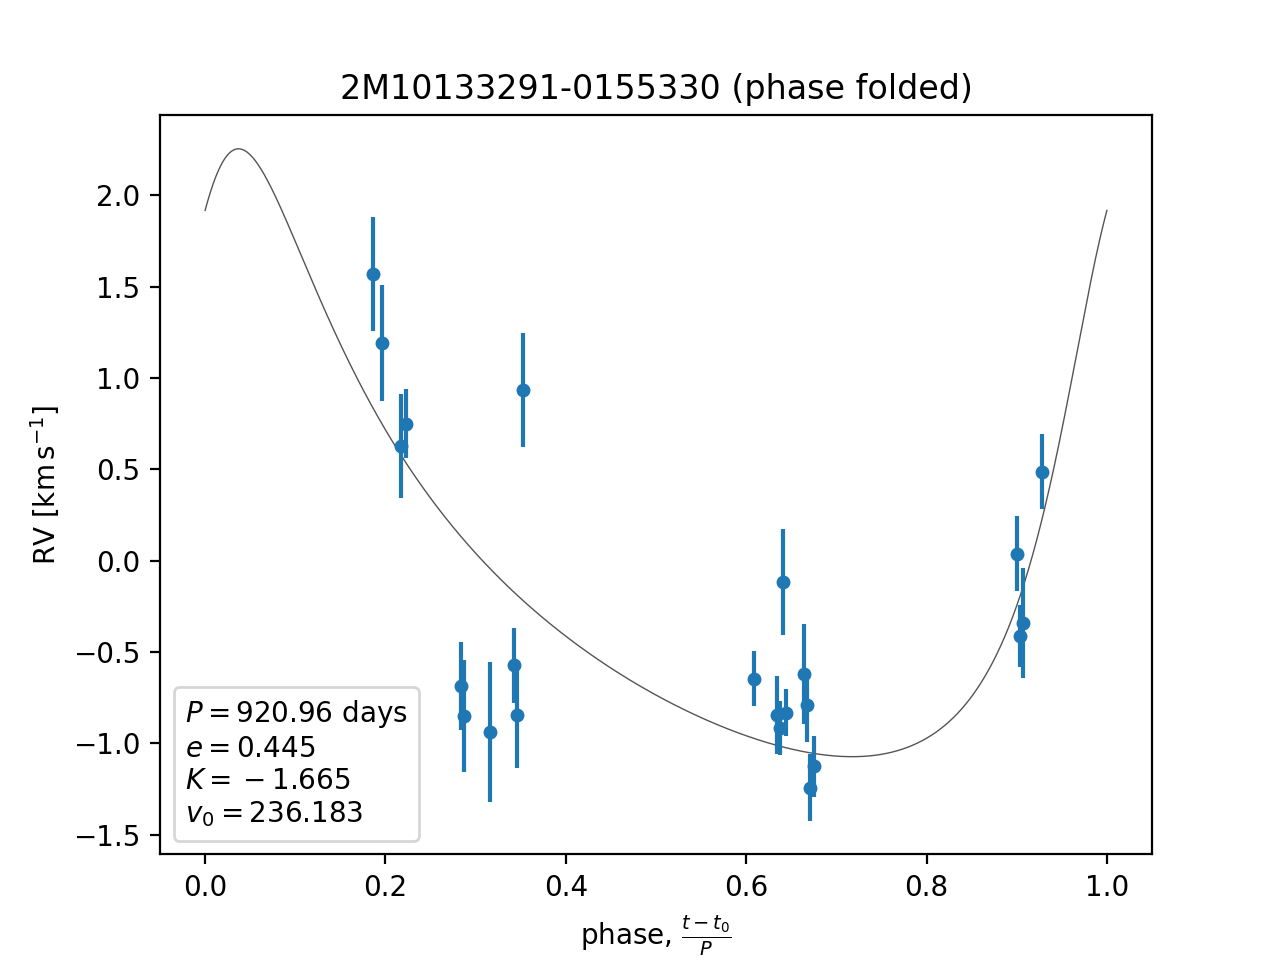 2M10133291-0155330 (phase folded)
RV [km s−1]
2.0
1.5
1.0
0.5
0.0
−0.5
−1.0
−1.5
P = 920.96 days
e = 0.445
K = −1.665
v0 = 236.183
0.0 0.2 0.4 0.6 0.8 1.0
phase, t − t0
P